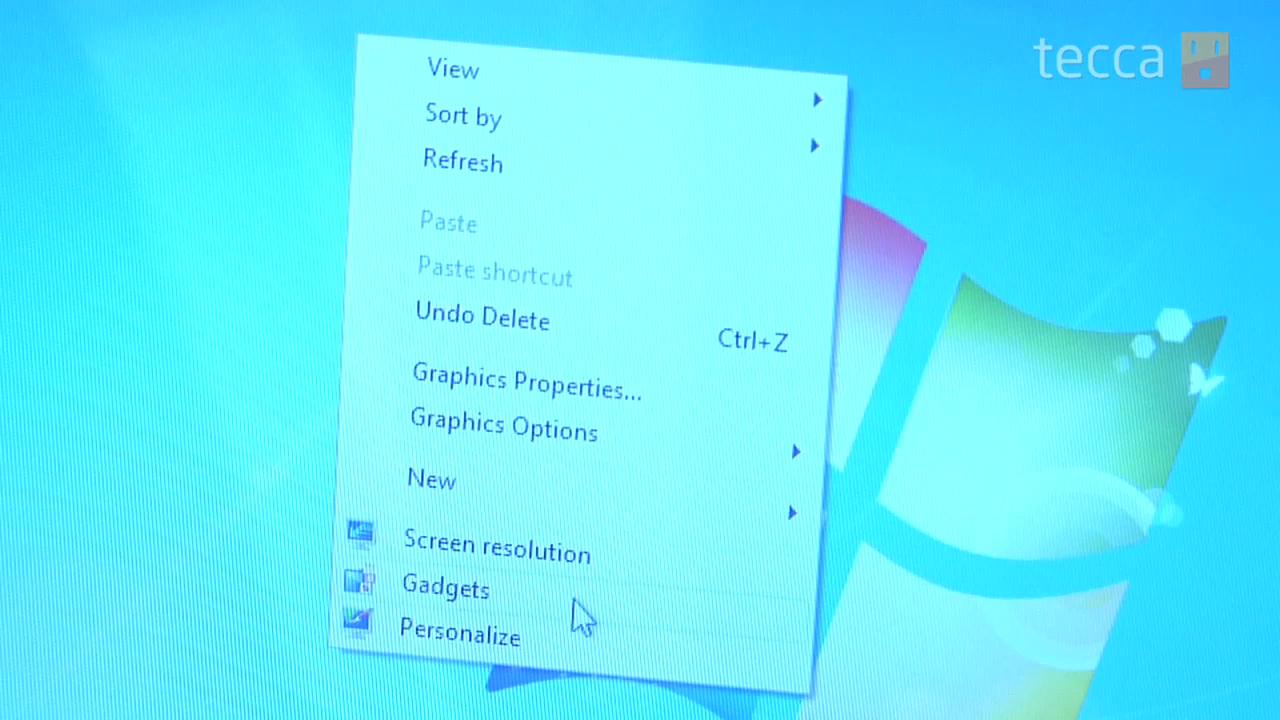 tecca
View
Sort by
Refresh
Paste
Paste shortcut
Undo Delete Ctrl+Z
Graphics Properties...
Graphics Options
New
Screen resolution
Gadgets
Personalize